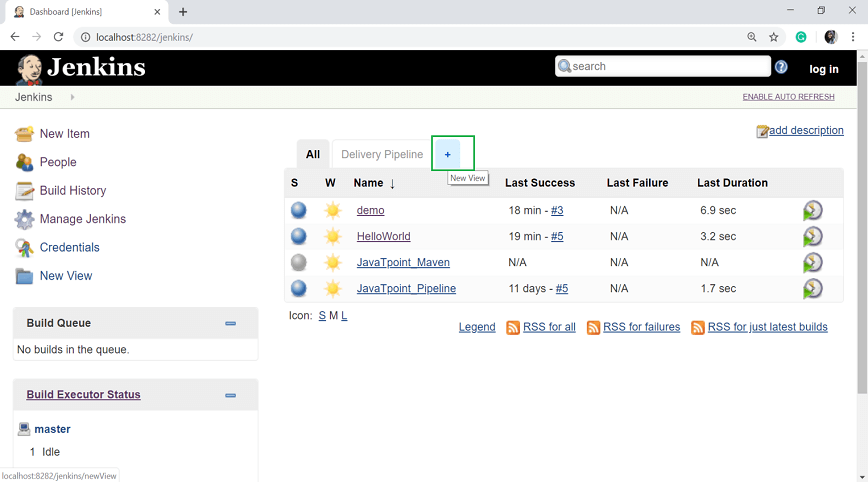 Dashboard [Jenkins]
localhost:8282/jenkins/
Jenkins
search
log in
Jenkins
ENABLE AUTO REFRESH
New Item
People
Build History
Manage Jenkins
Credentials
New View
add description
All Delivery Pipeline +
New View
S W Name ↓ Last Success Last Failure Last Duration
demo 18 min - #3 N/A 6.9 sec
HelloWorld 19 min - #5 N/A 3.2 sec
JavaTpoint_Maven N/A N/A N/A
JavaTpoint_Pipeline 11 days - #5 N/A 1.7 sec
Icon: S M L
Legend RSS for all RSS for failures RSS for just latest builds
Build Queue
No builds in the queue.
Build Executor Status
master
1 Idle
localhost:8282/jenkins/newView